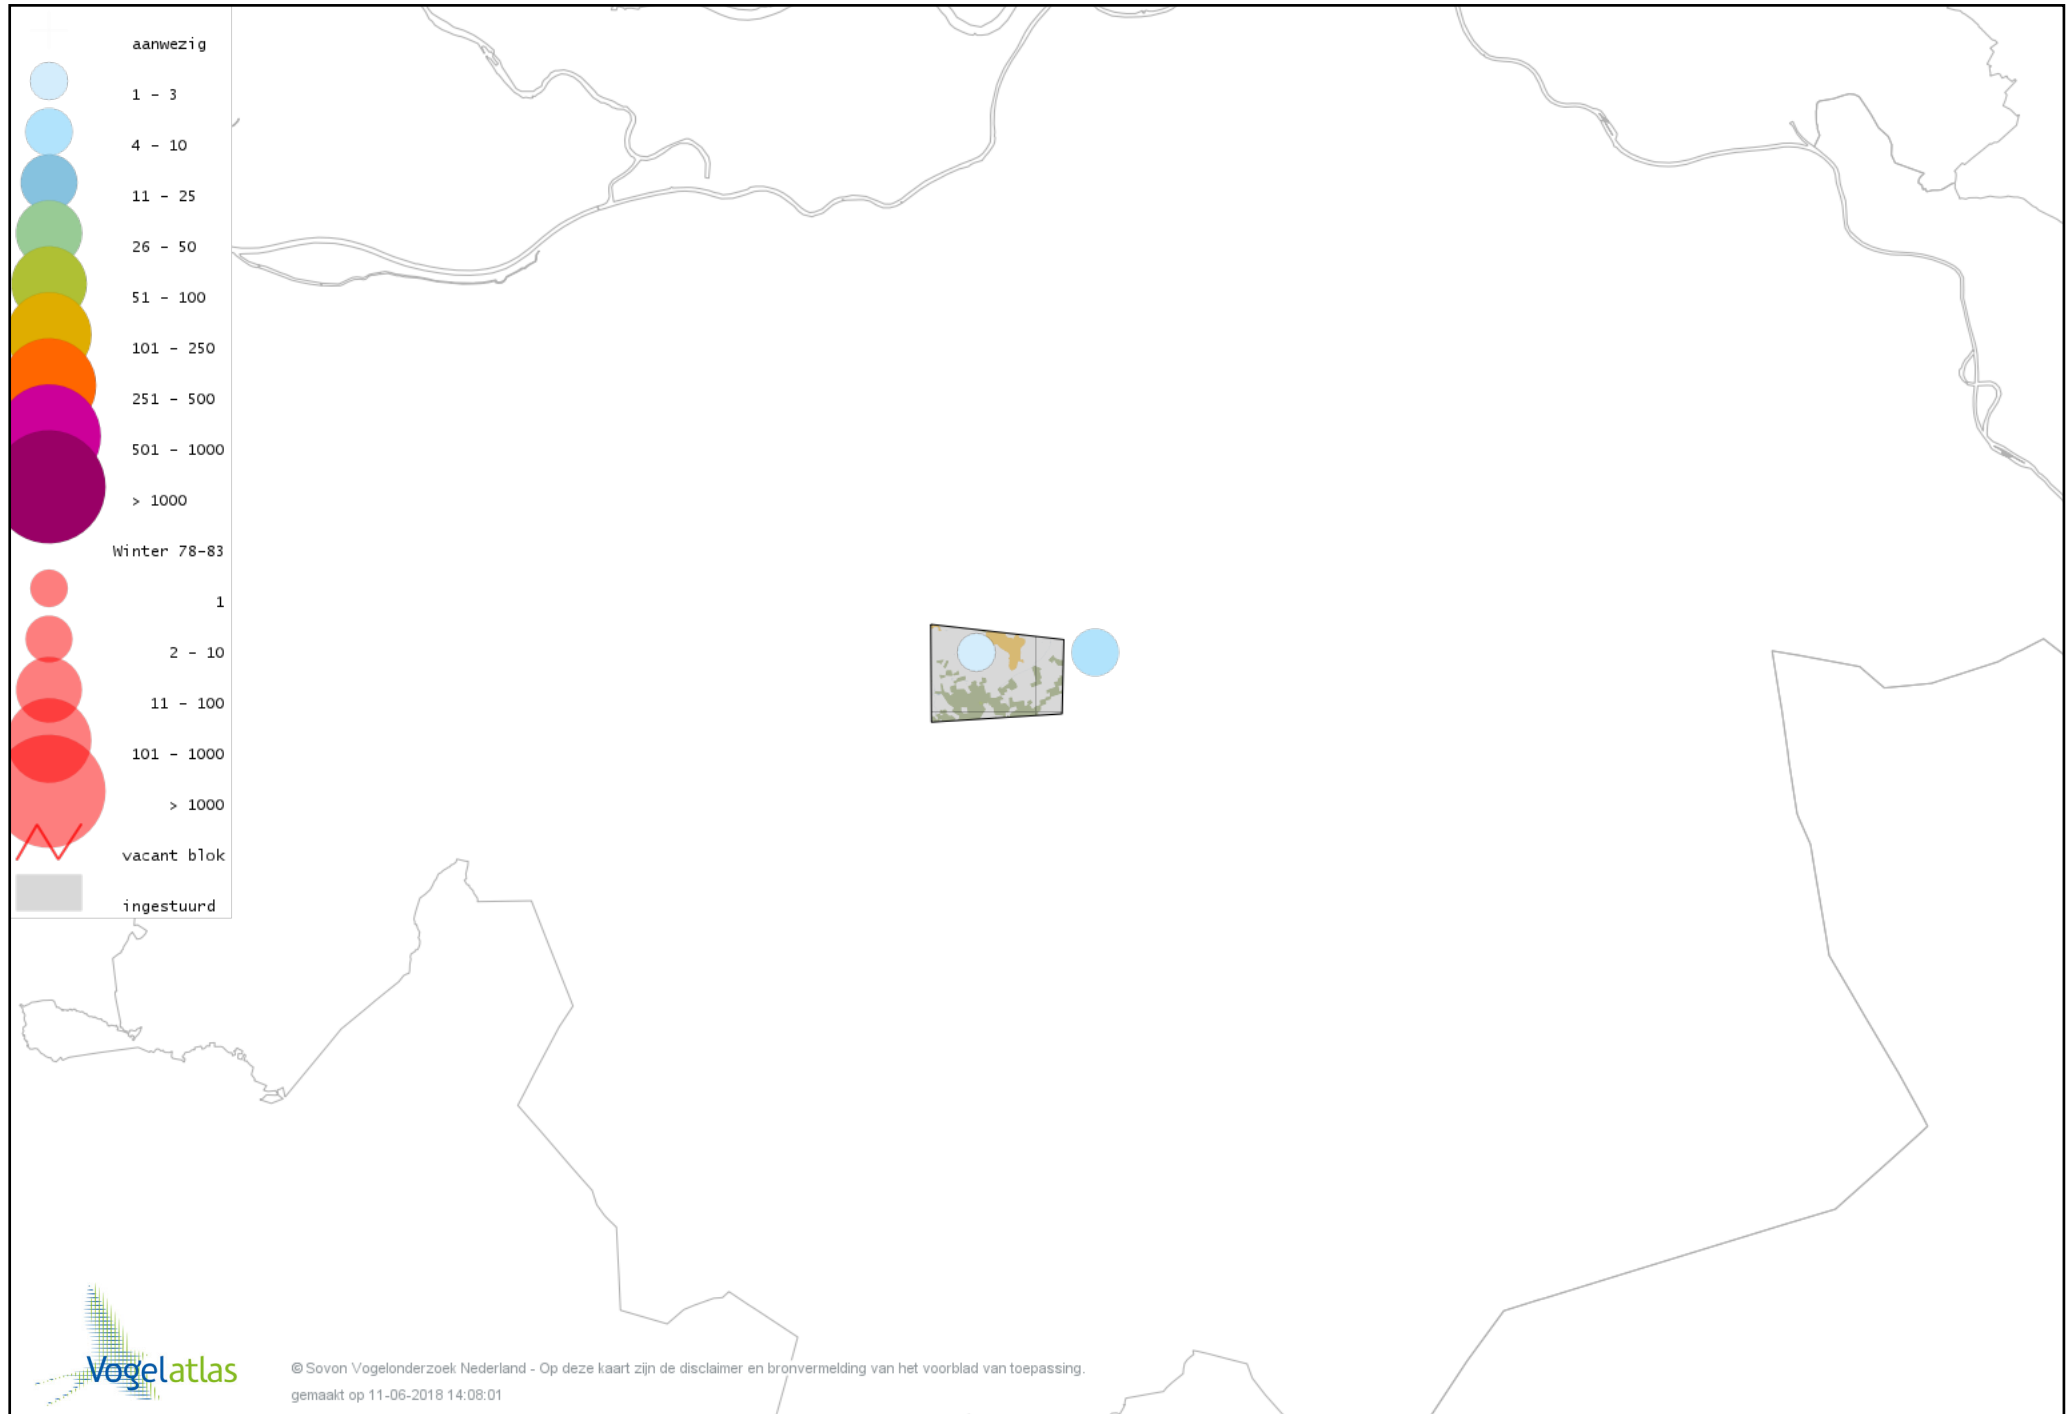 aanwezig
1 - 3
4 - 10
11 - 25
26 - 50
51 - 100
101 - 250
251 - 500
501 - 1000
> 1000
Winter 78-83
1
2 - 10
11 - 100
101 - 1000
> 1000
vacant blok
ingestuurd
Vogelatlas
© Sovon Vogelonderzoek Nederland - Op deze kaart zijn de disclaimer en bronvermelding van het voorblad van toepassing.
gemaakt op 11-06-2018 14:08:01